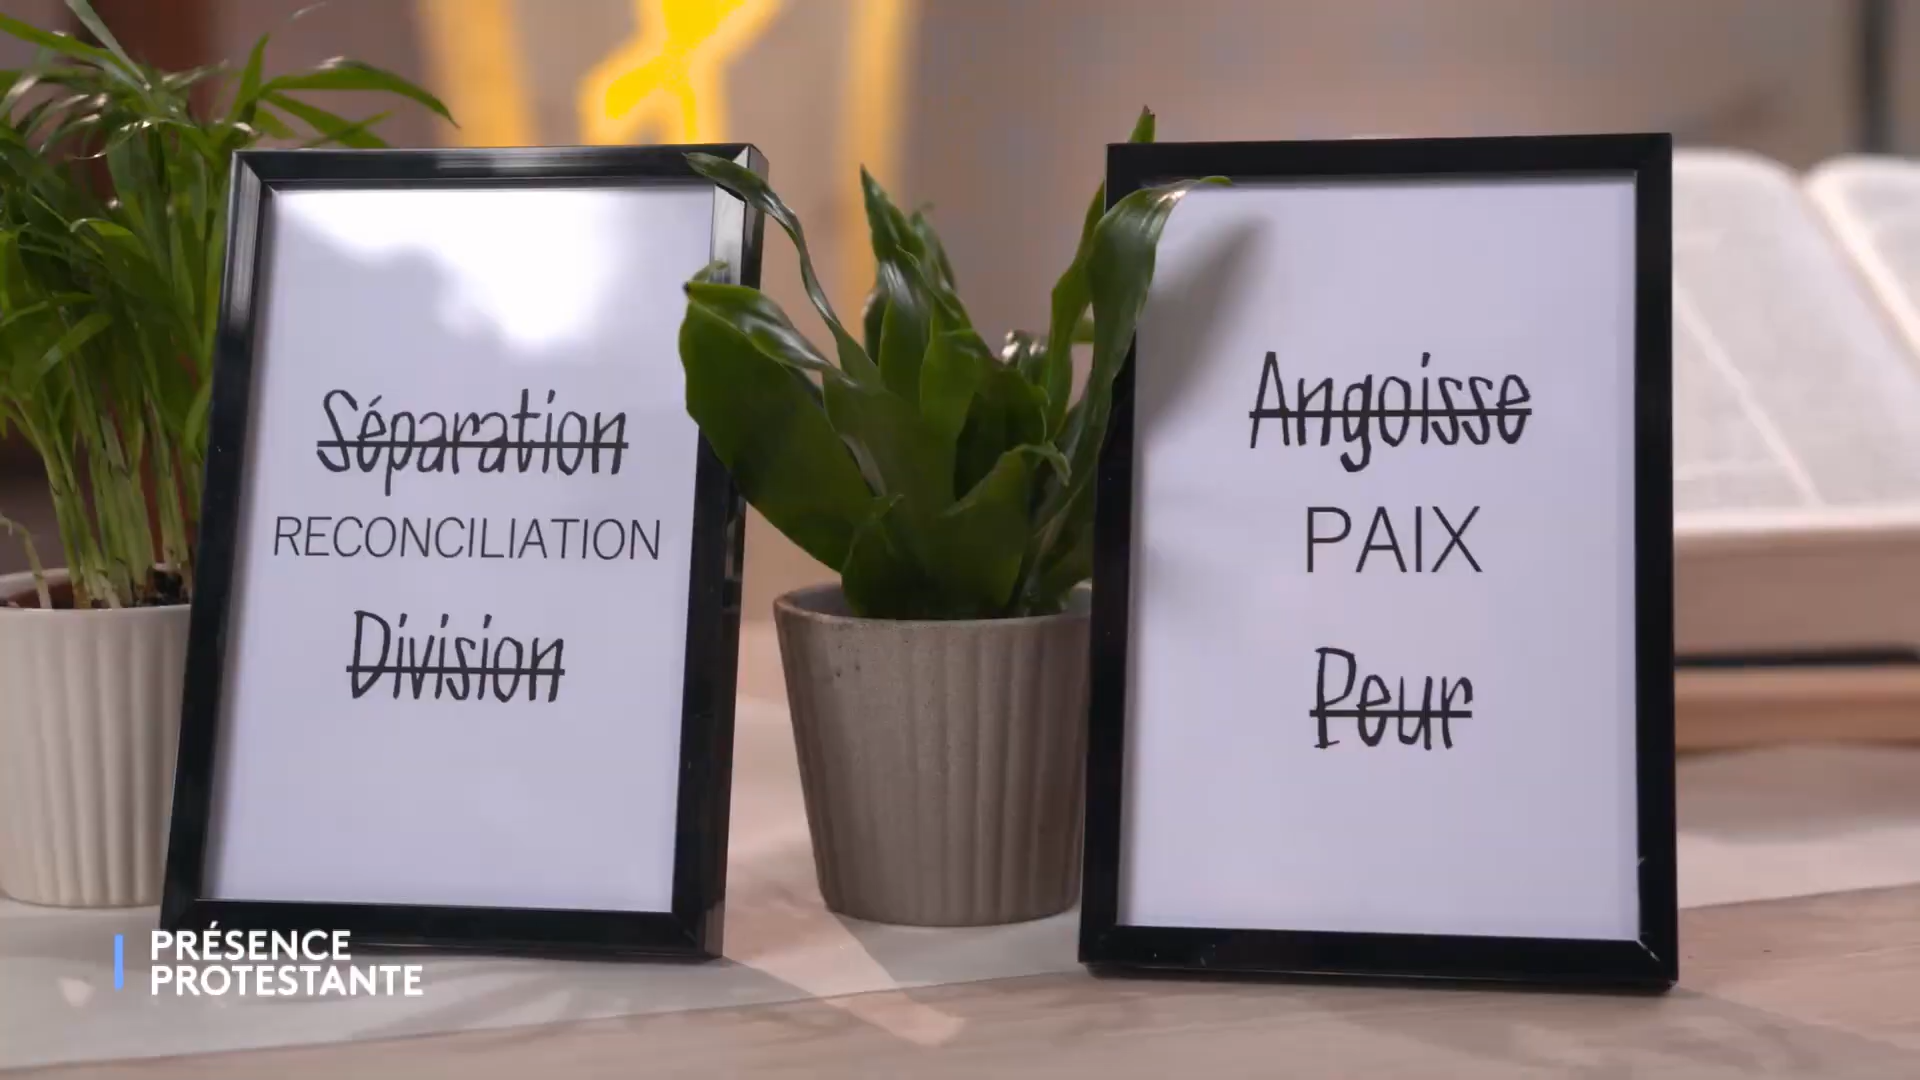 Séparation
RECONCILIATION
Division
Angoisse
PAIX
Peur
PRÉSENCE
PROTESTANTE